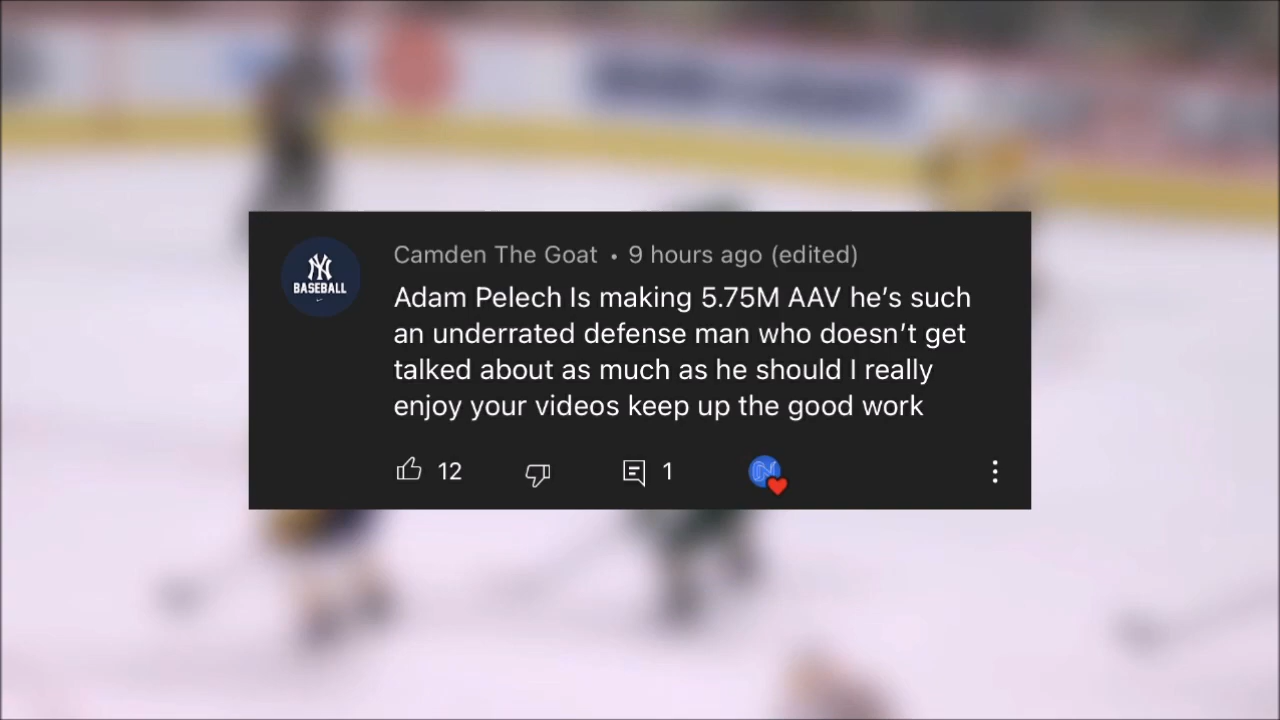 NY
BASEBALL
Camden The Goat • 9 hours ago (edited)
Adam Pelech Is making 5.75M AAV he's such
an underrated defense man who doesn't get
talked about as much as he should I really
enjoy your videos keep up the good work
12
1